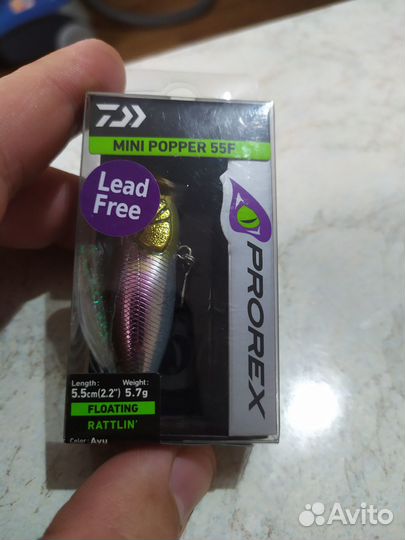 MINI POPPER 55F
Lead
Free
PROREX
Length: Weight:
5.5cm(2.2") 5.7g
FLOATING
RATTLIN'
Color: Ayu
Avito